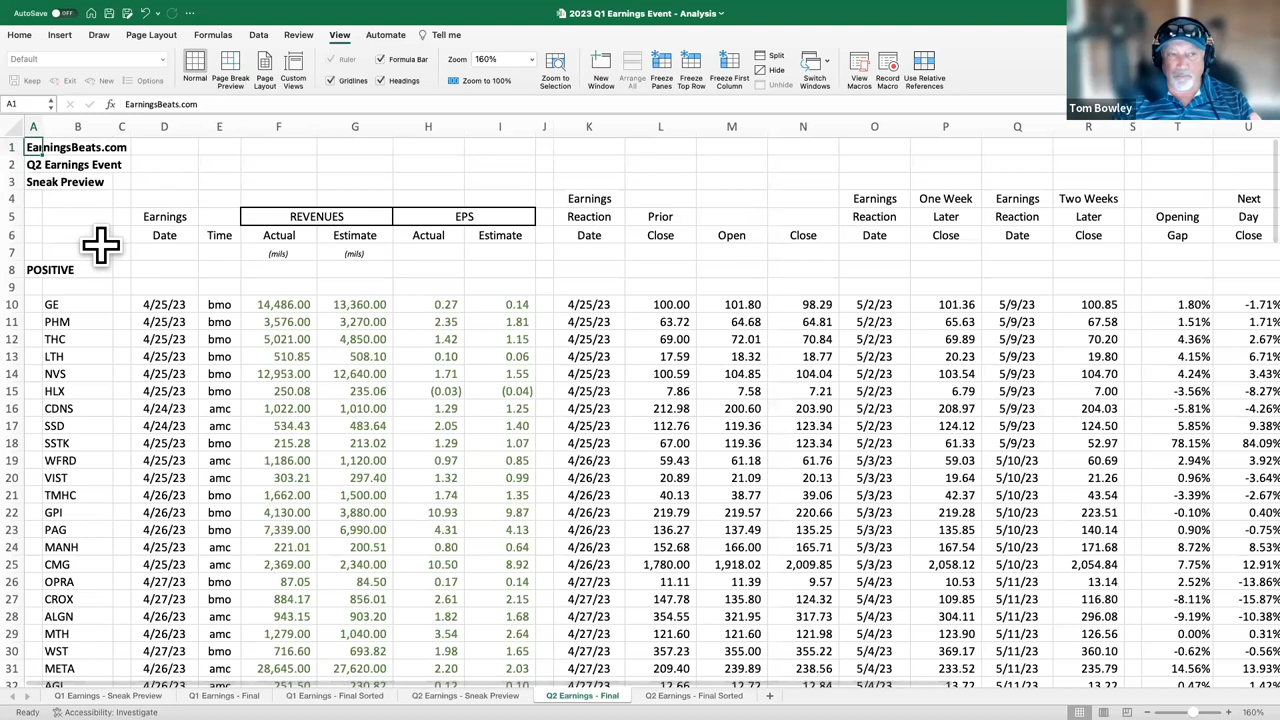 AutoSave OFF
2023 Q1 Earnings Event - Analysis
Home Insert Draw Page Layout Formulas Data Review View Automate Tell me
Default Ruler Formula Bar Zoom 160%
Keep Exit New Options Normal Page Break Preview Page Layout Custom Views Gridlines Headings Zoom to 100% Zoom to Selection New Window Arrange All Freeze Panes Freeze Top Row Freeze First Column Split Hide Unhide Switch Windows View Macros Record Macro Use Relative References
Tom Bowley
A1 fx EarningsBeats.com
A B C D E F G H I J K L M N O P Q R S T U
1 EarningsBeats.com
2 Q2 Earnings Event
3 Sneak Preview
4 Earnings Earnings One Week Earnings Two Weeks Next
5 Earnings REVENUES EPS Reaction Prior Reaction Later Reaction Later Opening Day
6 Date Time Actual Estimate Actual Estimate Date Close Open Close Date Close Date Close Gap Close
7 (mils) (mils)
8 POSITIVE
9
10 GE 4/25/23 bmo 14,486.00 13,360.00 0.27 0.14 4/25/23 100.00 101.80 98.29 5/2/23 101.36 5/9/23 100.85 1.80% -1.71%
11 PHM 4/25/23 bmo 3,576.00 3,270.00 2.35 1.81 4/25/23 63.72 64.68 64.81 5/2/23 65.63 5/9/23 67.58 1.51% 1.71%
12 THC 4/25/23 bmo 5,021.00 4,850.00 1.42 1.15 4/25/23 69.00 72.01 70.84 5/2/23 69.89 5/9/23 70.20 4.36% 2.67%
13 LTH 4/25/23 bmo 510.85 508.10 0.10 0.06 4/25/23 17.59 18.32 18.77 5/2/23 20.23 5/9/23 19.80 4.15% 6.71%
14 NVS 4/25/23 bmo 12,953.00 12,640.00 1.71 1.55 4/25/23 100.59 104.85 104.04 5/2/23 103.54 5/9/23 104.70 4.24% 3.43%
15 HLX 4/25/23 bmo 250.08 235.06 (0.03) (0.04) 4/25/23 7.86 7.58 7.21 5/2/23 6.79 5/9/23 7.00 -3.56% -8.27%
16 CDNS 4/24/23 amc 1,022.00 1,010.00 1.29 1.25 4/25/23 212.98 200.60 203.90 5/2/23 208.97 5/9/23 204.03 -5.81% -4.26%
17 SSD 4/24/23 amc 534.43 483.64 2.05 1.40 4/25/23 112.76 119.36 123.34 5/2/23 124.12 5/9/23 124.50 5.85% 9.38%
18 SSTK 4/25/23 bmo 215.28 213.02 1.29 1.07 4/25/23 67.00 119.36 123.34 5/2/23 61.33 5/9/23 52.97 78.15% 84.09%
19 WFRD 4/25/23 amc 1,186.00 1,120.00 0.97 0.85 4/26/23 59.43 61.18 61.76 5/3/23 59.03 5/10/23 60.69 2.94% 3.92%
20 VIST 4/25/23 amc 303.21 297.40 1.32 0.99 4/26/23 20.89 21.09 20.13 5/3/23 19.64 5/10/23 21.26 0.96% -3.64%
21 TMHC 4/26/23 bmo 1,662.00 1,500.00 1.74 1.35 4/26/23 40.13 38.77 39.06 5/3/23 42.37 5/10/23 43.54 -3.39% -2.67%
22 GPI 4/26/23 bmo 4,130.00 3,880.00 10.93 9.87 4/26/23 219.79 219.57 220.66 5/3/23 219.28 5/10/23 223.51 -0.10% 0.40%
23 PAG 4/26/23 bmo 7,339.00 6,990.00 4.31 4.13 4/26/23 136.27 137.49 135.25 5/3/23 135.85 5/10/23 140.14 0.90% -0.75%
24 MANH 4/25/23 amc 221.01 200.51 0.80 0.64 4/26/23 152.68 166.00 165.71 5/3/23 167.54 5/10/23 171.68 8.72% 8.53%
25 CMG 4/25/23 amc 2,369.00 2,340.00 10.50 8.92 4/26/23 1,780.00 1,918.02 2,009.85 5/3/23 2,058.12 5/10/23 2,054.84 7.75% 12.91%
26 OPRA 4/27/23 bmo 87.05 84.50 0.17 0.14 4/27/23 11.11 11.39 9.57 5/4/23 10.53 5/11/23 13.14 2.52% -13.86%
27 CROX 4/27/23 bmo 884.17 856.01 2.61 2.15 4/27/23 147.78 135.80 124.32 5/4/23 109.85 5/11/23 116.80 -8.11% -15.87%
28 ALGN 4/26/23 amc 943.15 903.20 1.82 1.68 4/27/23 354.55 321.95 317.73 5/4/23 304.11 5/11/23 296.08 -9.19% -10.38%
29 MTH 4/26/23 amc 1,279.00 1,040.00 3.54 2.64 4/27/23 121.60 121.60 121.98 5/4/23 123.90 5/11/23 126.56 0.00% 0.31%
30 WST 4/27/23 bmo 716.60 693.82 1.98 1.65 4/27/23 357.23 355.00 355.22 5/4/23 369.17 5/11/23 360.10 -0.62% -0.56%
31 META 4/26/23 amc 28,645.00 27,620.00 2.20 2.03 4/27/23 209.40 239.89 238.56 5/4/23 233.52 5/11/23 235.79 14.56% 13.93%
Q1 Earnings - Sneak Preview Q1 Earnings - Final Q1 Earnings - Final Sorted Q2 Earnings - Sneak Preview Q2 Earnings - Final Q2 Earnings - Final Sorted
Ready Accessibility: Investigate 160%